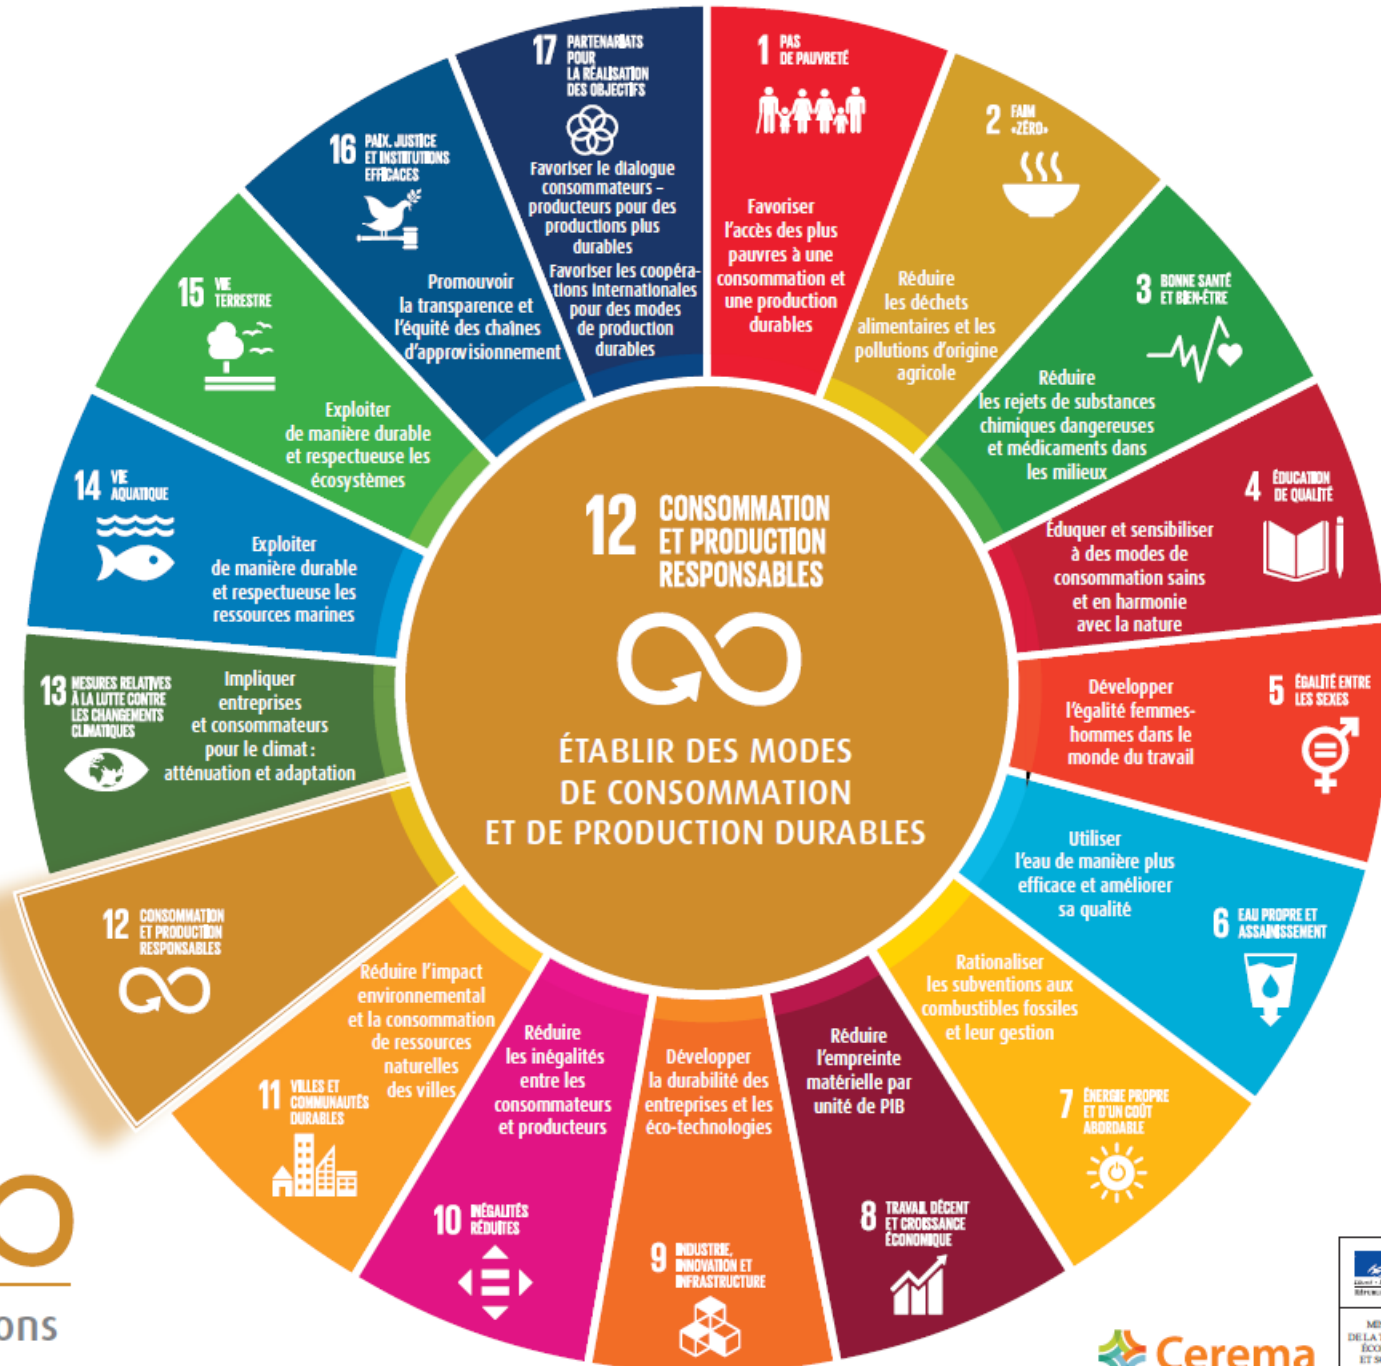 12 CONSOMMATION
ET PRODUCTION
RESPONSABLES
ÉTABLIR DES MODES
DE CONSOMMATION
ET DE PRODUCTION DURABLES
1 PAS
DE PAUVRETÉ
Favoriser
l'accès des plus
pauvres à une
consommation et
une production
durables
2 FAIM
«ZÉRO»
Réduire
les déchets
alimentaires et les
pollutions d'origine
agricole
3 BONNE SANTÉ
ET BIEN-ÊTRE
Réduire
les rejets de substances
chimiques dangereuses
et médicaments dans
les milieux
4 ÉDUCATION
DE QUALITÉ
Éduquer et sensibiliser
à des modes de
consommation sains
et en harmonie
avec la nature
5 ÉGALITÉ ENTRE
LES SEXES
Développer
l'égalité femmes-
hommes dans le
monde du travail
6 EAU PROPRE ET
ASSAINISSEMENT
Utiliser
l'eau de manière plus
efficace et améliorer
sa qualité
7 ÉNERGIE PROPRE
ET D'UN COÛT
ABORDABLE
Rationaliser
les subventions aux
combustibles fossiles
et leur gestion
8 TRAVAIL DÉCENT
ET CROISSANCE
ÉCONOMIQUE
Réduire
l'empreinte
matérielle par
unité de PIB
9 INDUSTRIE,
INNOVATION ET
INFRASTRUCTURE
Développer
la durabilité des
entreprises et les
éco-technologies
10 INÉGALITÉS
RÉDUITES
Réduire
les inégalités
entre les
consommateurs
et producteurs
11 VILLES ET
COMMUNAUTÉS
DURABLES
Réduire l'impact
environnemental
et la consommation
de ressources
naturelles
des villes
12 CONSOMMATION
ET PRODUCTION
RESPONSABLES
13 MESURES RELATIVES
À LA LUTTE CONTRE
LES CHANGEMENTS
CLIMATIQUES
Impliquer
entreprises
et consommateurs
pour le climat :
atténuation et adaptation
14 VIE
AQUATIQUE
Exploiter
de manière durable
et respectueuse les
ressources marines
15 VIE
TERRESTRE
Exploiter
de manière durable
et respectueuse les
écosystèmes
16 PAIX, JUSTICE
ET INSTITUTIONS
EFFICACES
Promouvoir
la transparence et
l'équité des chaînes
d'approvisionnement
17 PARTENARIATS
POUR
LA RÉALISATION
DES OBJECTIFS
Favoriser le dialogue
consommateurs –
producteurs pour des
productions plus
durables
Favoriser les coopéra-
tions internationales
pour des modes
de production
durables
ons
Cerema
DE LA
ET